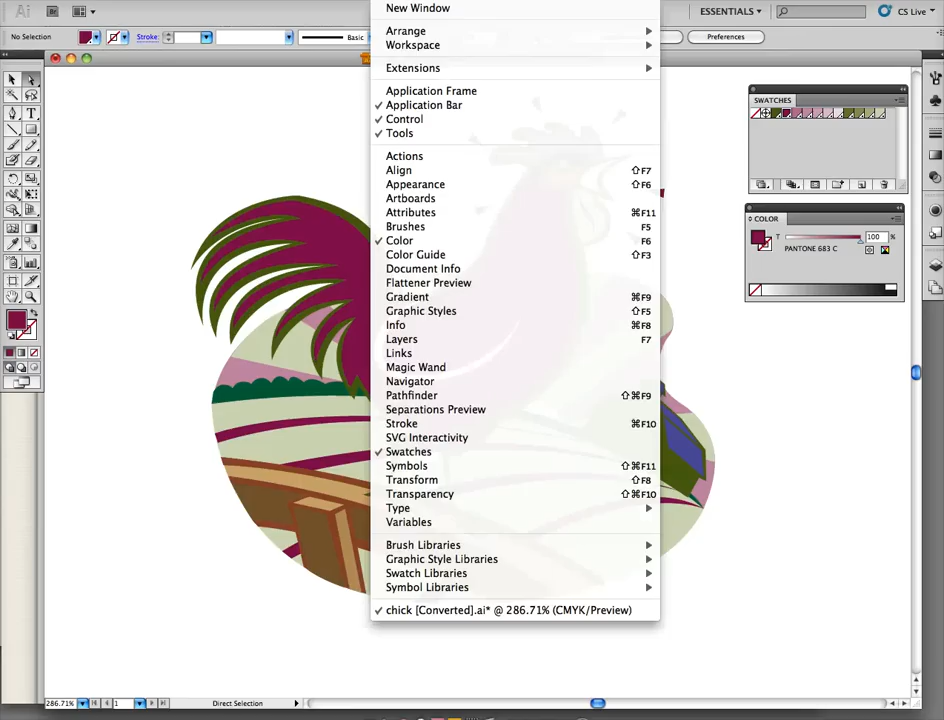 Ai
Br
New Window
ESSENTIALS
CS Live
No Selection
Stroke:
Basic
Preferences
Arrange
Workspace
Extensions
Application Frame
✓ Application Bar
✓ Control
✓ Tools
Actions
Align ⇧F7
Appearance ⇧F6
Artboards
Attributes ⌘F11
Brushes F5
✓ Color F6
Color Guide ⇧F3
Document Info
Flattener Preview
Gradient ⌘F9
Graphic Styles ⇧F5
Info ⌘F8
Layers F7
Links
Magic Wand
Navigator
Pathfinder ⇧⌘F9
Separations Preview
Stroke ⌘F10
SVG Interactivity
✓ Swatches
Symbols ⇧⌘F11
Transform ⇧F8
Transparency ⇧⌘F10
Type
Variables
Brush Libraries
Graphic Style Libraries
Swatch Libraries
Symbol Libraries
✓ chick [Converted].ai* @ 286.71% (CMYK/Preview)
SWATCHES
COLOR
T 100 %
PANTONE 683 C
286.71% 1 Direct Selection